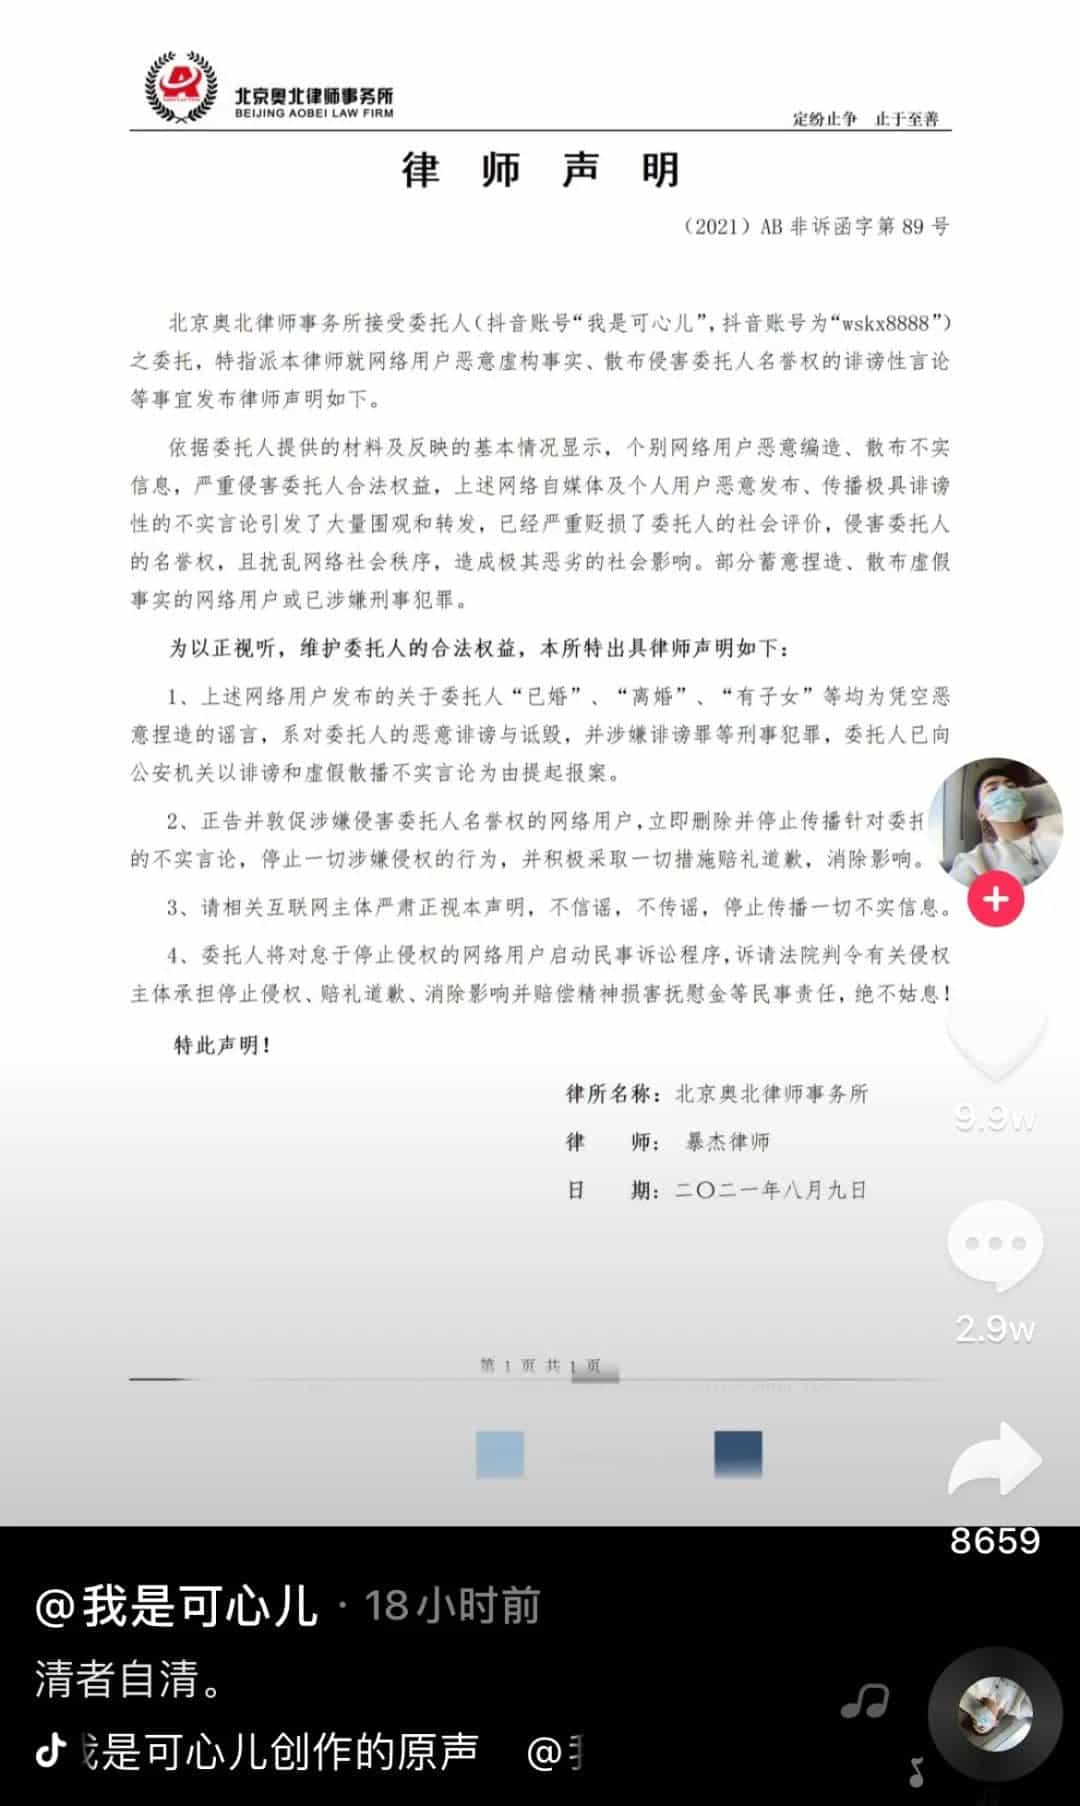 北京奥北律师事务所
BEIJING AOBEI LAW FIRM
定纷止争 止于至善
律 师 声 明
（2021）AB 非诉函字第 89 号
北京奥北律师事务所接受委托人（抖音账号“我是可心儿”，抖音账号为“wskx8888”）
之委托，特指派本律师就网络用户恶意虚构事实、散布侵害委托人名誉权的诽谤性言论
等事宜发布律师声明如下。
依据委托人提供的材料及反映的基本情况显示，个别网络用户恶意编造、散布不实
信息，严重侵害委托人合法权益，上述网络自媒体及个人用户恶意发布、传播极具诽谤
性的不实言论引发了大量围观和转发，已经严重贬损了委托人的社会评价，侵害委托人
的名誉权，且扰乱网络社会秩序，造成极其恶劣的社会影响。部分蓄意捏造、散布虚假
事实的网络用户或已涉嫌刑事犯罪。
为以正视听，维护委托人的合法权益，本所特出具律师声明如下：
1、上述网络用户发布的关于委托人“已婚”、“离婚”、“有子女”等均为凭空恶
意捏造的谣言，系对委托人的恶意诽谤与诋毁，并涉嫌诽谤罪等刑事犯罪，委托人已向
公安机关以诽谤和虚假散播不实言论为由提起报案。
2、正告并敦促涉嫌侵害委托人名誉权的网络用户，立即删除并停止传播针对委托
的不实言论，停止一切涉嫌侵权的行为，并积极采取一切措施赔礼道歉，消除影响。
3、请相关互联网主体严肃正视本声明，不信谣，不传谣，停止传播一切不实信息。
4、委托人将对怠于停止侵权的网络用户启动民事诉讼程序，诉请法院判令有关侵权
主体承担停止侵权、赔礼道歉、消除影响并赔偿精神损害抚慰金等民事责任，绝不姑息！
特此声明！
律所名称：北京奥北律师事务所
律 师： 暴杰律师
日 期：二〇二一年八月九日
9.9w
2.9w
第 1 页 共 1 页
8659
@我是可心儿 · 18小时前
清者自清。
我是可心儿创作的原声 @我